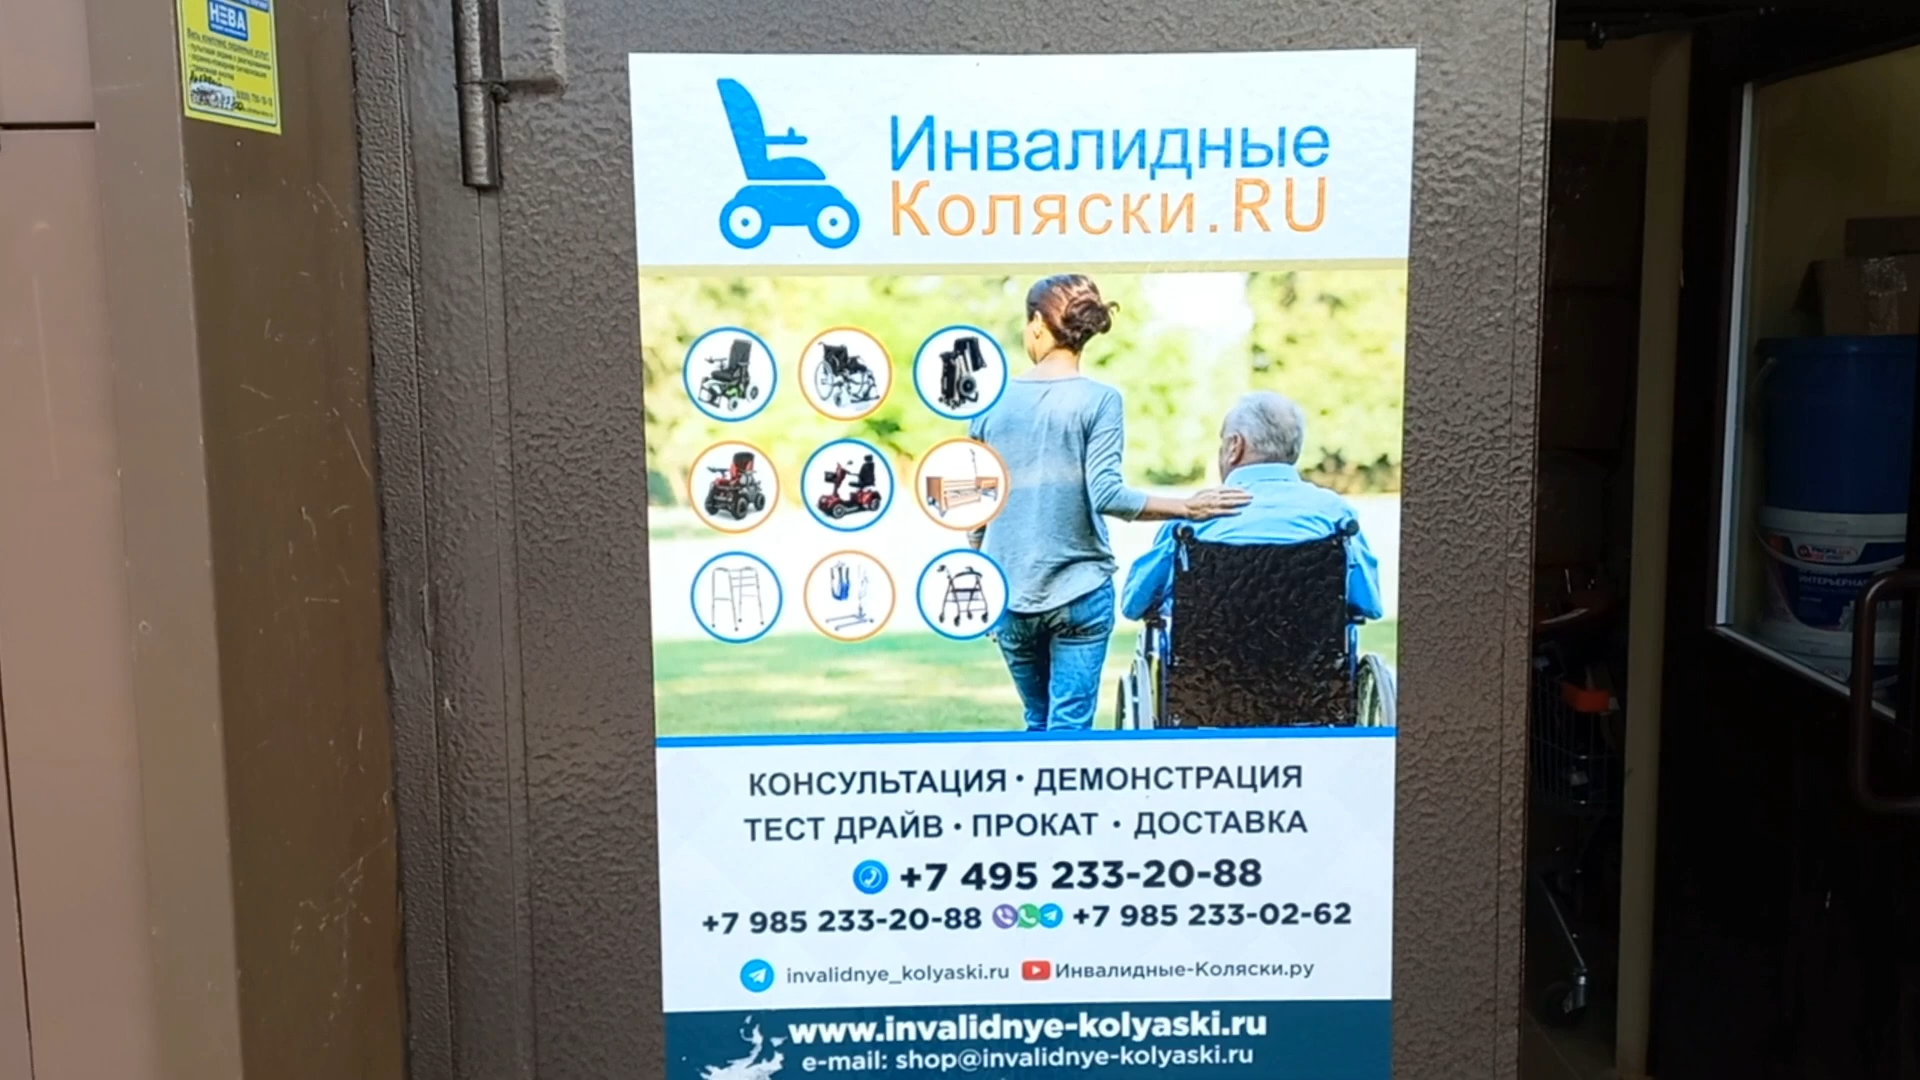 НЕВА
Инвалидные
Коляски.RU
КОНСУЛЬТАЦИЯ • ДЕМОНСТРАЦИЯ
ТЕСТ ДРАЙВ • ПРОКАТ • ДОСТАВКА
+7 495 233-20-88
+7 985 233-20-88 +7 985 233-02-62
invalidnye_kolyaski.ru Инвалидные-Коляски.ру
www.invalidnye-kolyaski.ru
e-mail: shop@invalidnye-kolyaski.ru